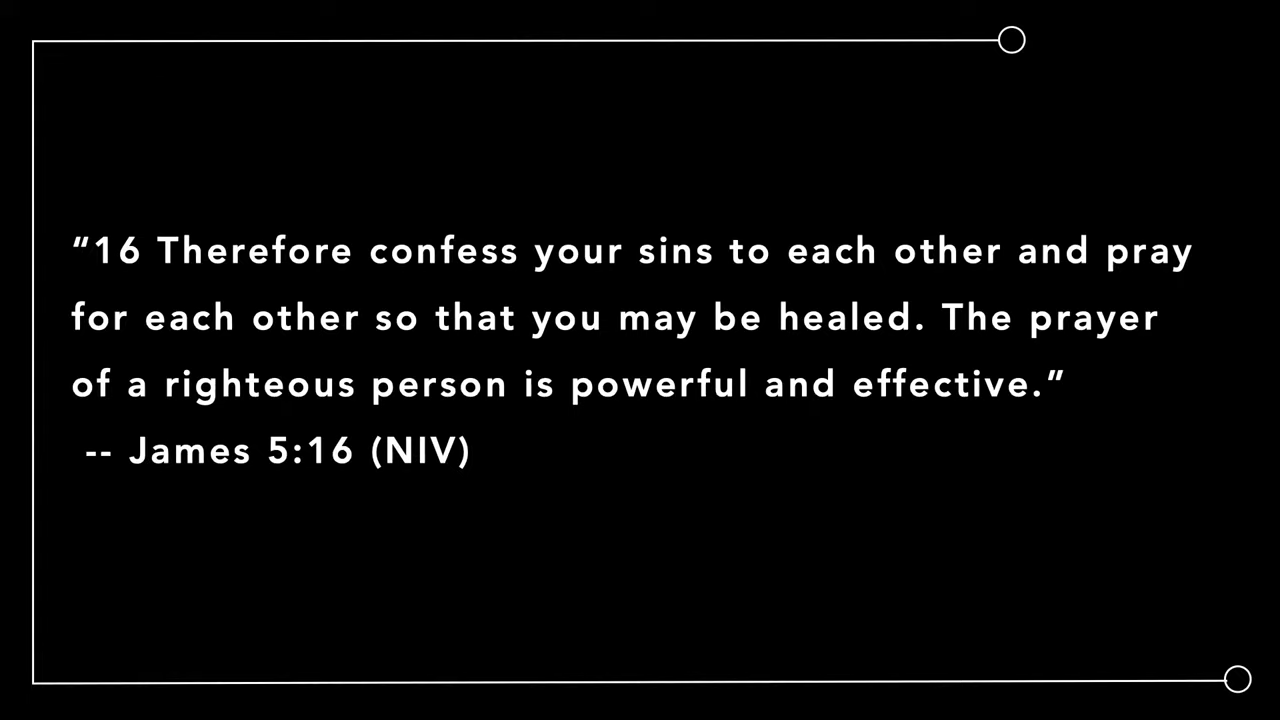 “16 Therefore confess your sins to each other and pray
for each other so that you may be healed. The prayer
of a righteous person is powerful and effective.”
-- James 5:16 (NIV)